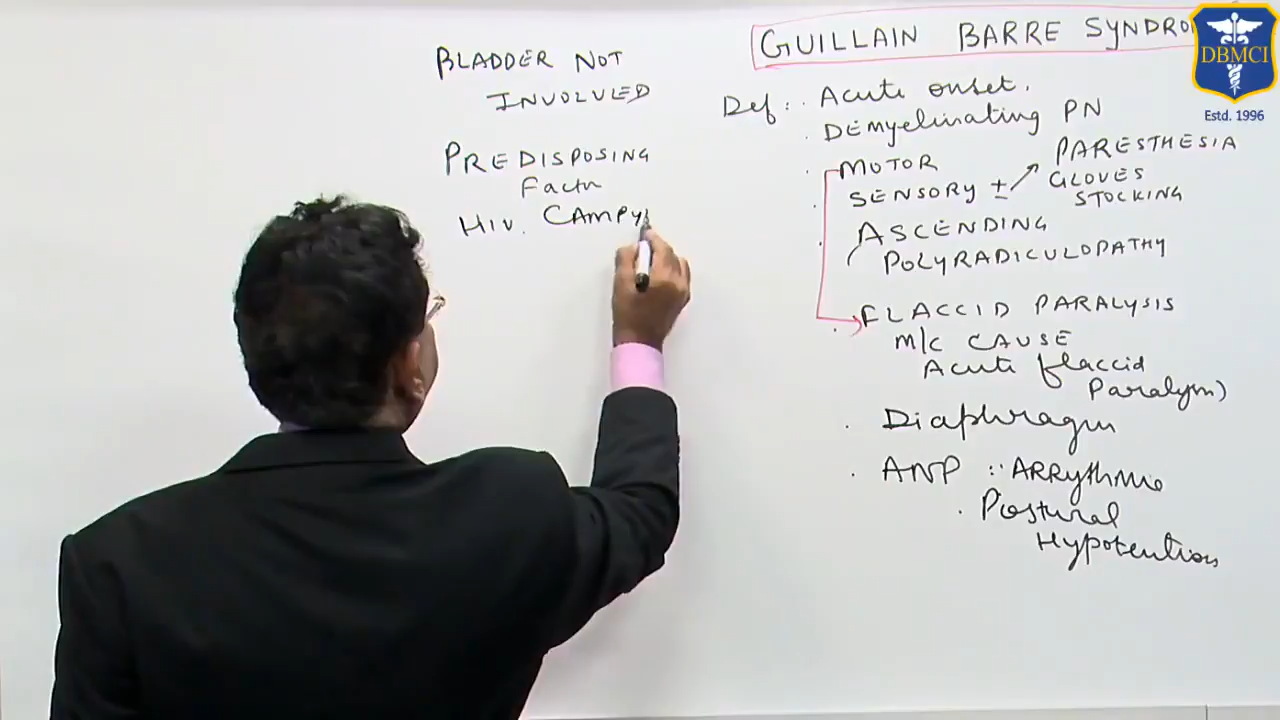 BLADDER NOT
INVOLVED
PREDISPOSING
Factr
HIV. CAMPY
GUILLAIN BARRE SYNDRO
Def :. Acute onset.
. DEMyelinating PN
. MOTOR
. SENSORY ± PARESTHESIA
GLOVES
STOCKING
. ASCENDING
POLYRADICULOPATHY
. FLACCID PARALYSIS
M/C CAUSE
Acute flaccid
Paralysis)
. Diaphragm
. ANP :: ARRythmia
. Postural
Hypotention
DBMCI
Estd. 1996